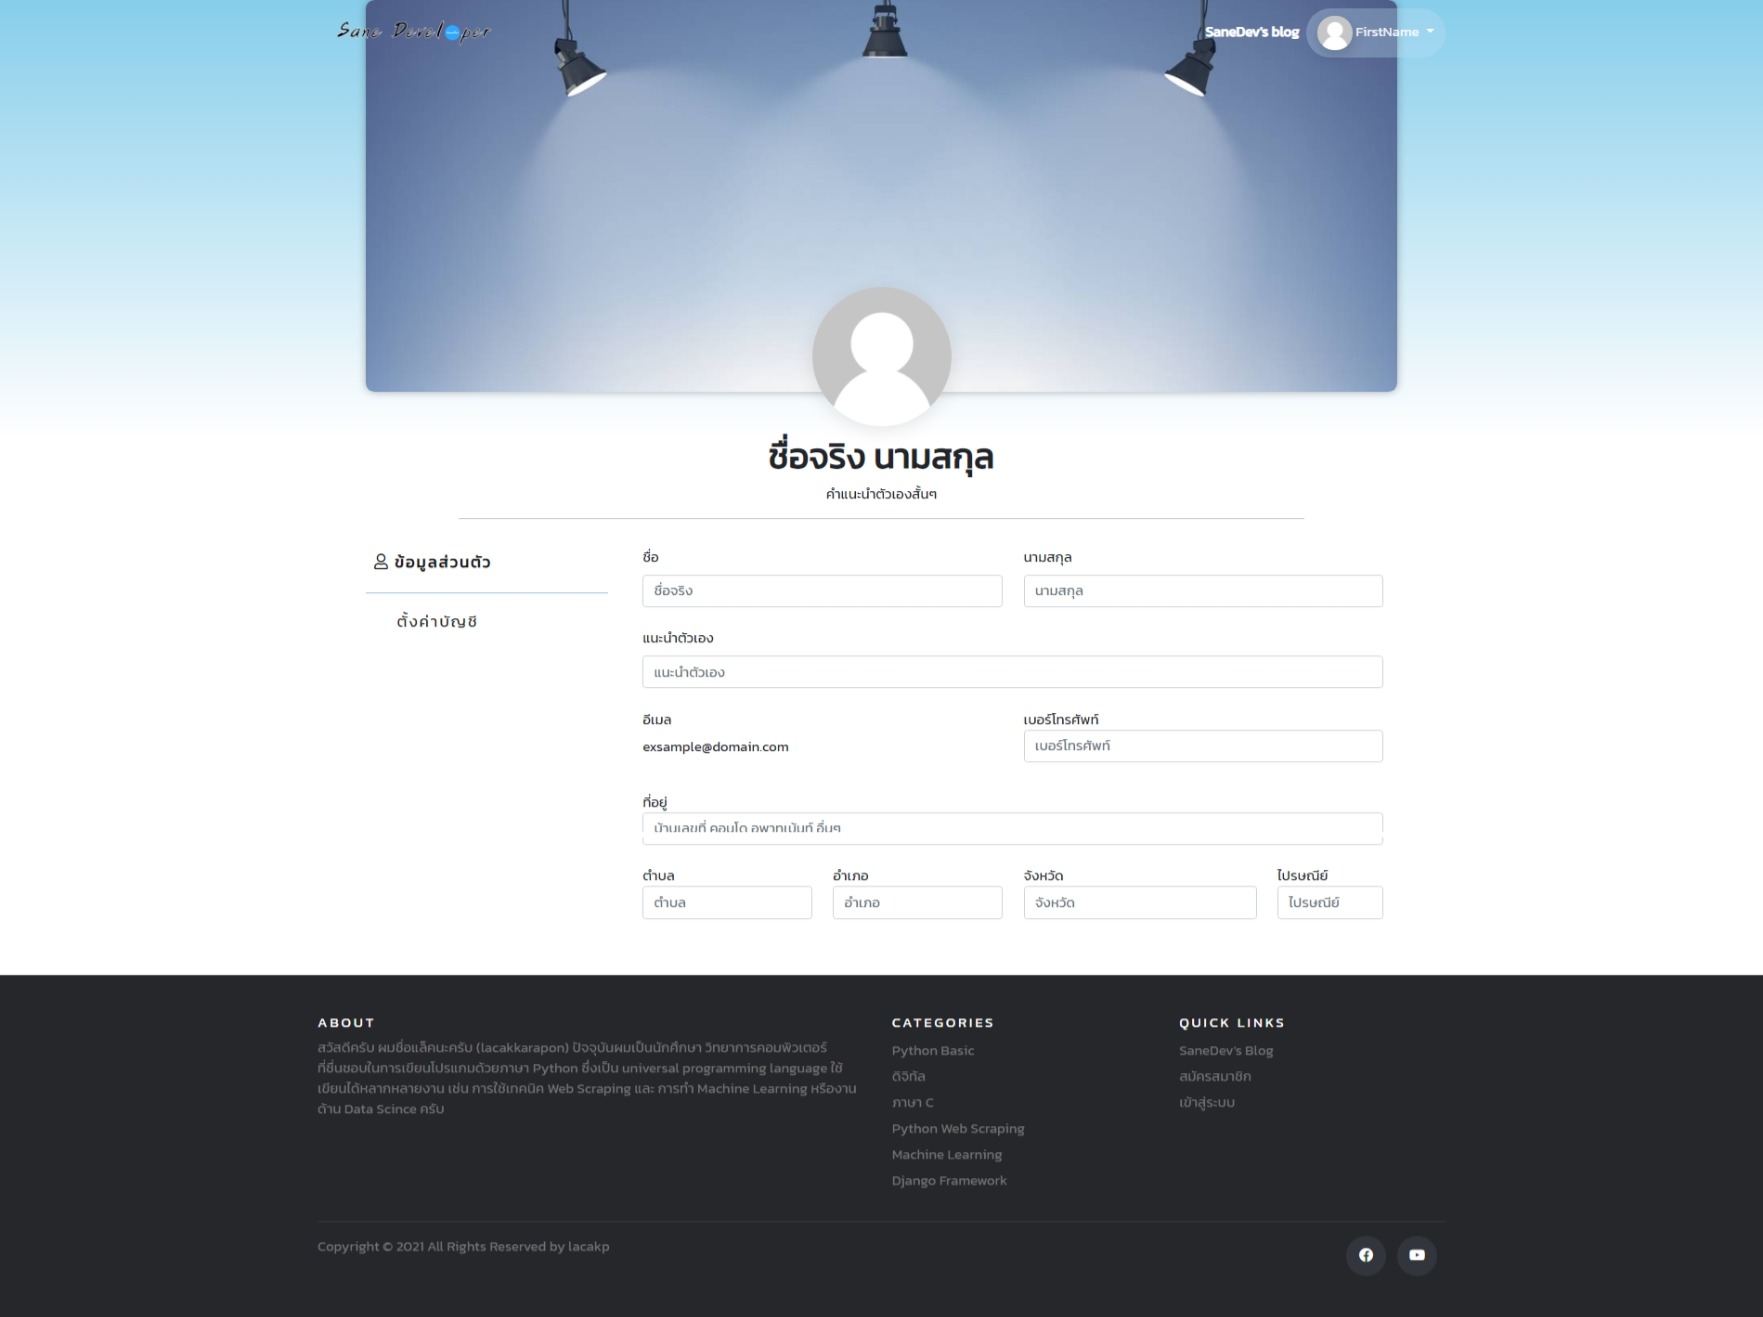 Sane Developer
SaneDev's blog
FirstName
ชื่อจริง นามสกุล
คำแนะนำตัวเองสั้นๆ
ข้อมูลส่วนตัว
ตั้งค่าบัญชี
ชื่อ
นามสกุล
ชื่อจริง
นามสกุล
แนะนำตัวเอง
แนะนำตัวเอง
อีเมล
เบอร์โทรศัพท์
exsample@domain.com
เบอร์โทรศัพท์
ที่อยู่
บ้านเลขที่ คอนโด อพาทเม้นท์ อื่นๆ
ตำบล
อำเภอ
จังหวัด
ไปรษณีย์
ตำบล
อำเภอ
จังหวัด
ไปรษณีย์
ABOUT
สวัสดีครับ ผมชื่อแล็คนะครับ (lacakkarapon) ปัจจุบันผมเป็นนักศึกษา วิทยาการคอมพิวเตอร์
ที่ชื่นชอบในการเขียนโปรแกมด้วยภาษา Python ซึ่งเป็น universal programming language ใช้
เขียนได้หลากหลายงาน เช่น การใช้เทคนิค Web Scraping และ การทำ Machine Learning หรืองาน
ด้าน Data Scince ครับ
CATEGORIES
Python Basic
ดิจิทัล
ภาษา C
Python Web Scraping
Machine Learning
Django Framework
QUICK LINKS
SaneDev's Blog
สมัครสมาชิก
เข้าสู่ระบบ
Copyright © 2021 All Rights Reserved by lacakp